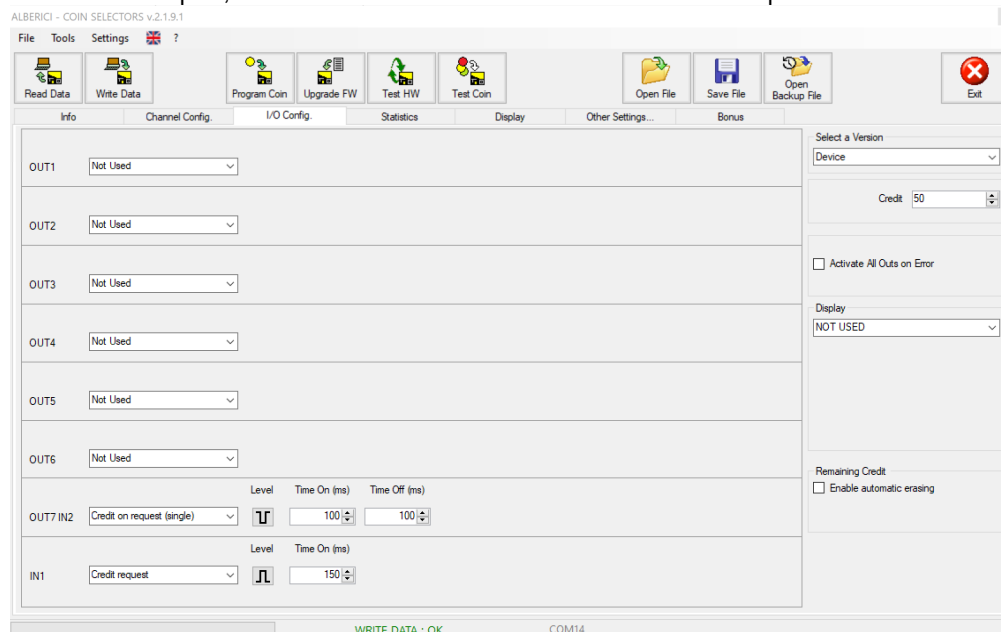 ALBERICI - COIN SELECTORS v.2.1.9.1
File Tools Settings ?
Read Data Write Data Program Coin Upgrade FW Test HW Test Coin Open File Save File Open Backup File Exit
Info Channel Config. I/O Config. Statistics Display Other Settings... Bonus
Select a Version
Device
OUT1 Not Used
Credit 50
OUT2 Not Used
Activate All Outs on Error
OUT3 Not Used
Display
NOT USED
OUT4 Not Used
OUT5 Not Used
OUT6 Not Used
Remaining Credit
Enable automatic erasing
Level Time On (ms) Time Off (ms)
OUT7 IN2 Credit on request (single) 100 100
Level Time On (ms)
IN1 Credit request 150
WRITE DATA : OK COM14